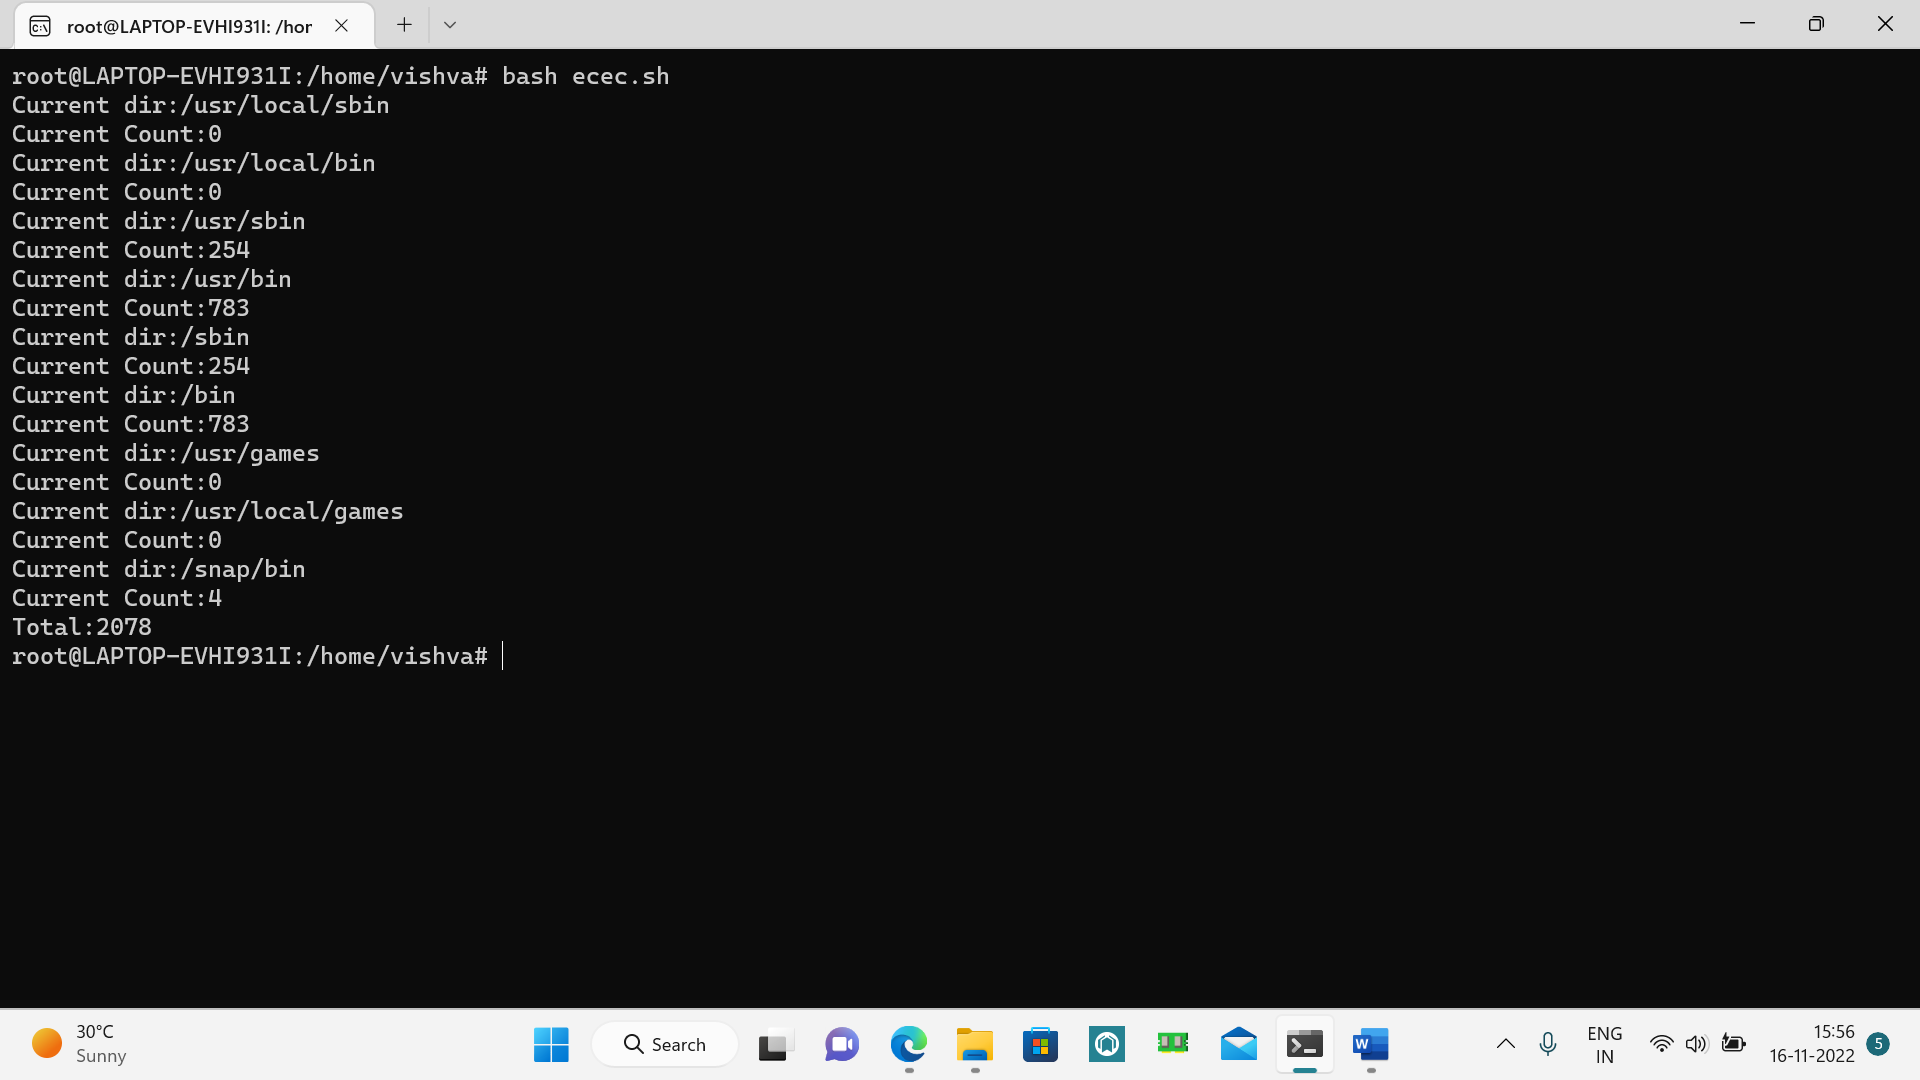 root@LAPTOP-EVHI931I: /hor
root@LAPTOP-EVHI931I:/home/vishva# bash ecec.sh
Current dir:/usr/local/sbin
Current Count:0
Current dir:/usr/local/bin
Current Count:0
Current dir:/usr/sbin
Current Count:254
Current dir:/usr/bin
Current Count:783
Current dir:/sbin
Current Count:254
Current dir:/bin
Current Count:783
Current dir:/usr/games
Current Count:0
Current dir:/usr/local/games
Current Count:0
Current dir:/snap/bin
Current Count:4
Total:2078
root@LAPTOP-EVHI931I:/home/vishva#
30°C
Sunny
Search
W
ENG
IN
15:56
16-11-2022
5